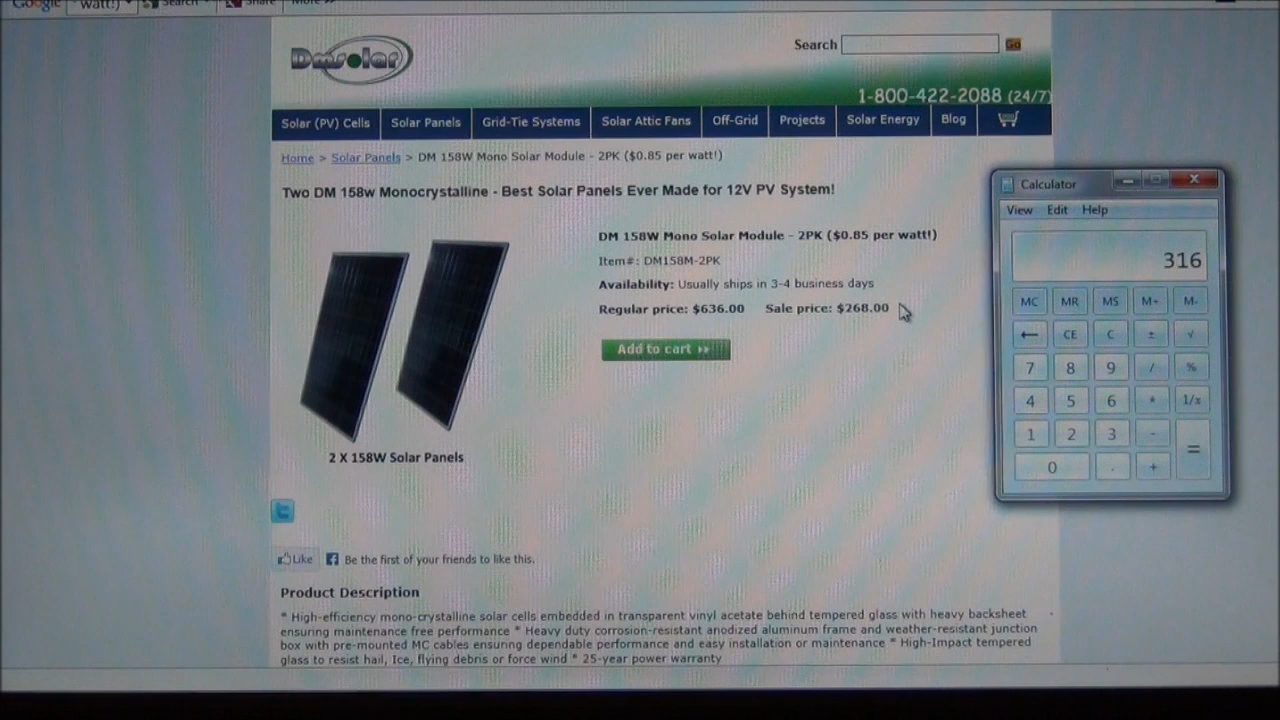 Google
watt!)
Search
Share
More
Dmsolar
Search
Go
1-800-422-2088 (24/7)
Solar (PV) Cells
Solar Panels
Grid-Tie Systems
Solar Attic Fans
Off-Grid
Projects
Solar Energy
Blog
Home > Solar Panels > DM 158W Mono Solar Module - 2PK ($0.85 per watt!)
Two DM 158w Monocrystalline - Best Solar Panels Ever Made for 12V PV System!
DM 158W Mono Solar Module - 2PK ($0.85 per watt!)
Item#: DM158M-2PK
Availability: Usually ships in 3-4 business days
Regular price: $636.00 Sale price: $268.00
Add to cart
2 X 158W Solar Panels
Like
Be the first of your friends to like this.
Product Description
* High-efficiency mono-crystalline solar cells embedded in transparent vinyl acetate behind tempered glass with heavy backsheet
ensuring maintenance free performance * Heavy duty corrosion-resistant anodized aluminum frame and weather-resistant junction
box with pre-mounted MC cables ensuring dependable performance and easy installation or maintenance * High-Impact tempered
glass to resist hail, Ice, flying debris or force wind * 25-year power warranty
Calculator
View Edit Help
316
MC MR MS M+ M-
← CE C ± √
7 8 9 / %
4 5 6 * 1/x
1 2 3 - =
0 . +